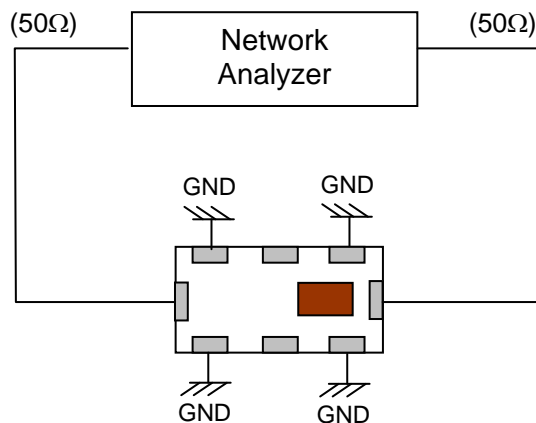 (50Ω)
(50Ω)
Network
Analyzer
GND
GND
GND
GND